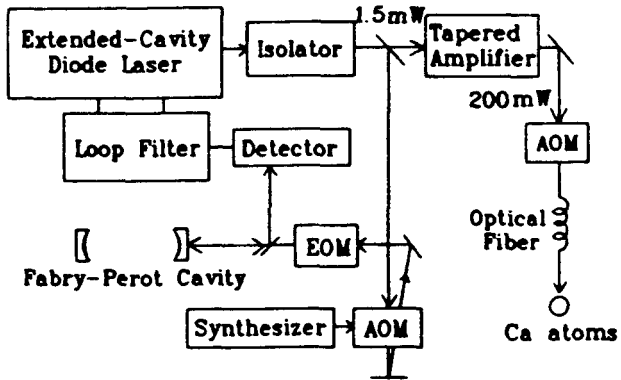 Extended-Cavity
Diode Laser
Isolator
1.5mW
Tapered
Amplifier
200mW
AOM
Loop Filter
Detector
Optical
Fiber
EOM
Fabry-Perot Cavity
Synthesizer
AOM
Ca atoms